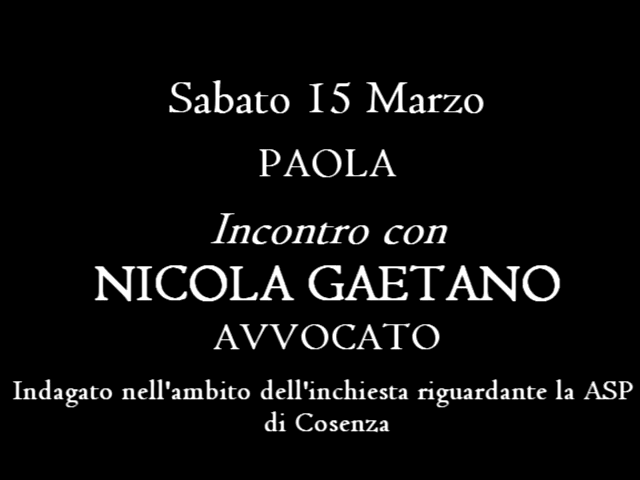 Sabato 15 Marzo
PAOLA
Incontro con
NICOLA GAETANO
AVVOCATO
Indagato nell'ambito dell'inchiesta riguardante la ASP
di Cosenza